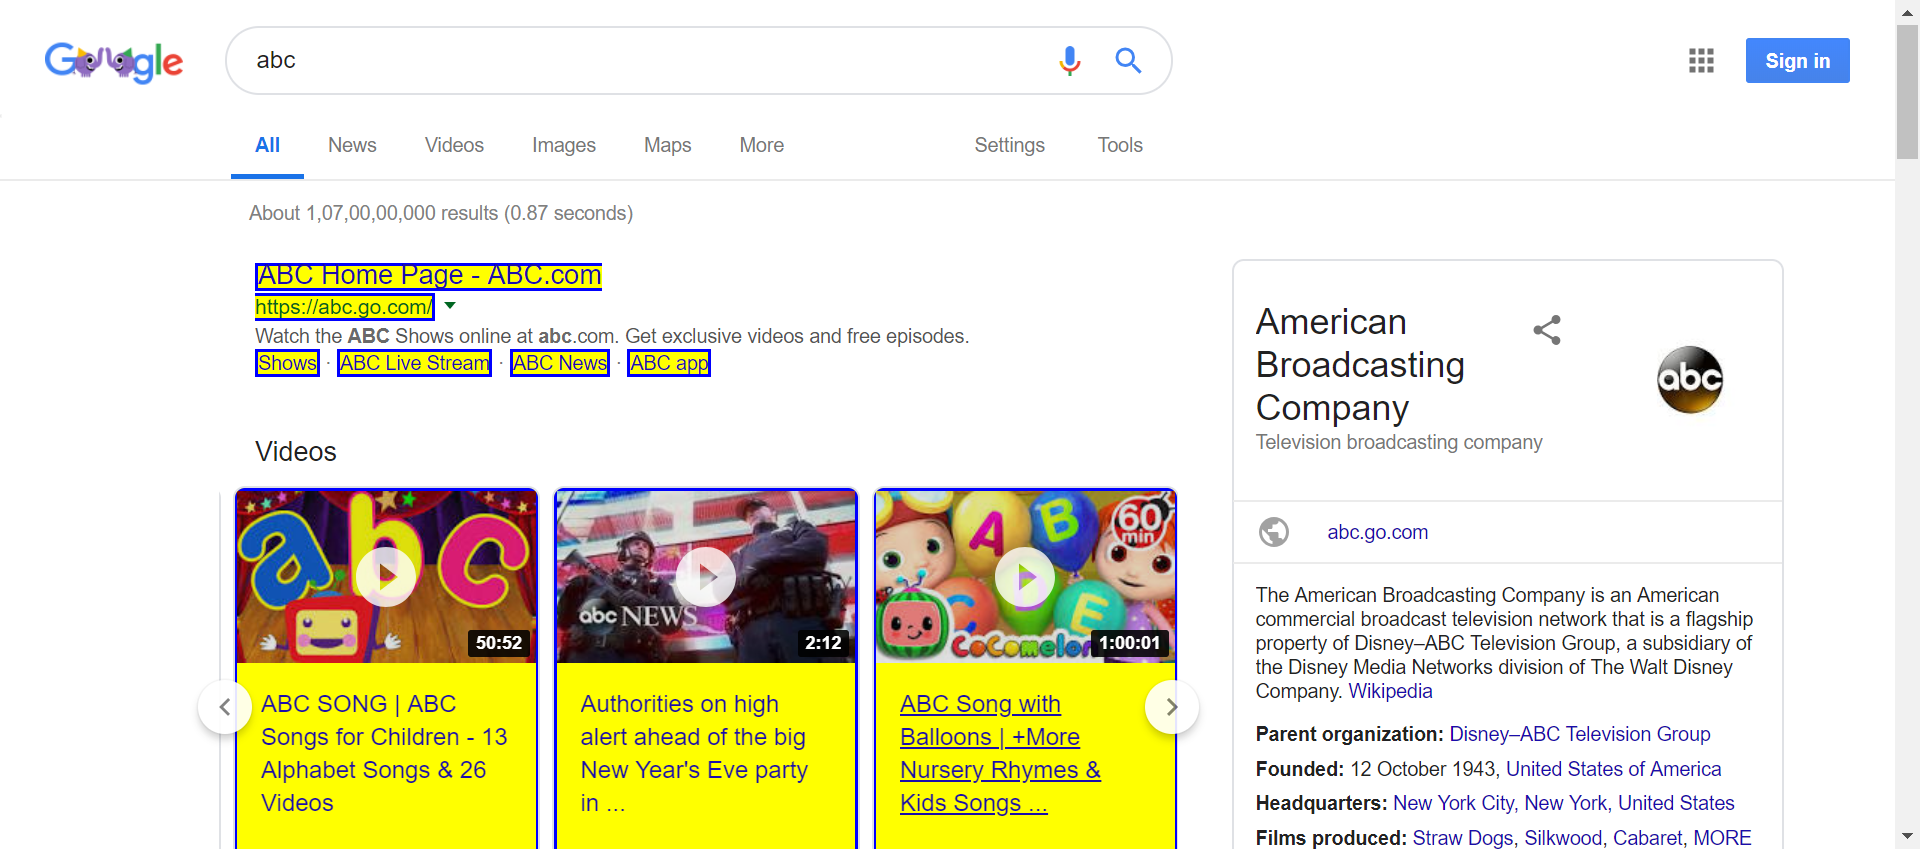 Google
abc
Sign in
All News Videos Images Maps More Settings Tools
About 1,07,00,00,000 results (0.87 seconds)
ABC Home Page - ABC.com
https://abc.go.com/
Watch the ABC Shows online at abc.com. Get exclusive videos and free episodes.
Shows · ABC Live Stream · ABC News · ABC app
Videos
abc
50:52
ABC SONG | ABC
Songs for Children - 13
Alphabet Songs & 26
Videos
abc NEWS
2:12
Authorities on high
alert ahead of the big
New Year's Eve party
in ...
A B
60
min
C D E
CoComelon
1:00:01
ABC Song with
Balloons | +More
Nursery Rhymes &
Kids Songs ...
American
Broadcasting
Company
Television broadcasting company
abc
abc.go.com
The American Broadcasting Company is an American
commercial broadcast television network that is a flagship
property of Disney–ABC Television Group, a subsidiary of
the Disney Media Networks division of The Walt Disney
Company. Wikipedia
Parent organization: Disney–ABC Television Group
Founded: 12 October 1943, United States of America
Headquarters: New York City, New York, United States
Films produced: Straw Dogs, Silkwood, Cabaret, MORE